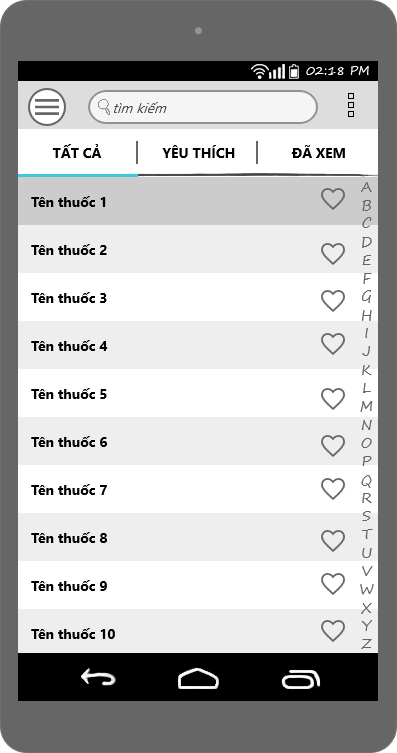 02:18 PM
tìm kiếm
TẤT CẢ
YÊU THÍCH
ĐÃ XEM
Tên thuốc 1
Tên thuốc 2
Tên thuốc 3
Tên thuốc 4
Tên thuốc 5
Tên thuốc 6
Tên thuốc 7
Tên thuốc 8
Tên thuốc 9
Tên thuốc 10
A
B
C
D
E
F
G
H
I
J
K
L
M
N
O
P
Q
R
S
T
U
V
W
X
Y
Z